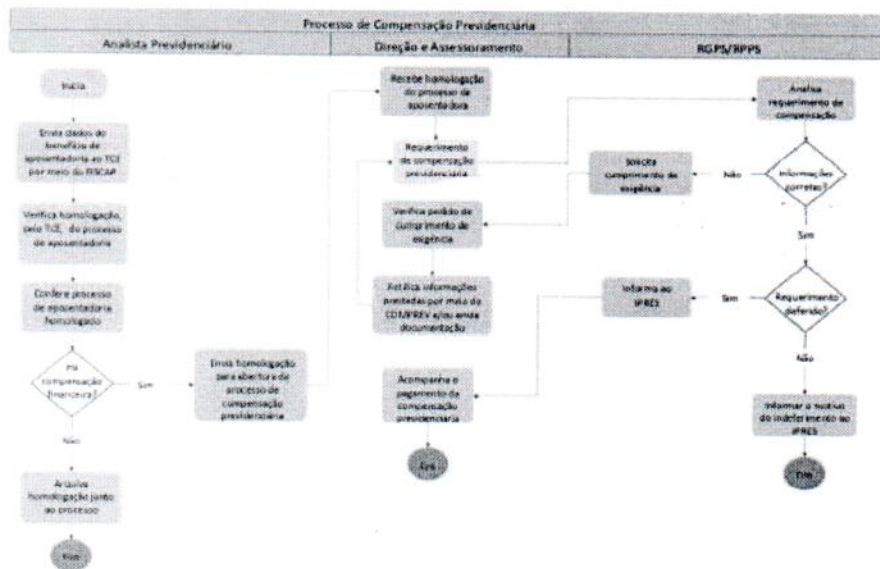 Processo de Compensação Previdenciária
Analista Previdenciário
Direção e Assessoramento
RGPS/RPPS
Início
Envia dados do
benefício de
aposentadoria ao TCE
por meio do FISCAP
Verifica homologação,
pelo TCE, do processo
de aposentadoria
Confere processo
de aposentadoria
homologado
Há
compensação
financeira?
Sim
Não
Arquiva
homologação junto
ao processo
Fim
Envia homologação
para abertura de
processo de
compensação
previdenciária
Recebe homologação
do processo de
aposentadoria
Requerimento
de compensação
previdenciária
Verifica pedido de
cumprimento de
exigência
Retifica informações
prestadas por meio do
COMPREV e/ou envia
documentação
Acompanha o
pagamento da
compensação
previdenciária
Fim
Analisa
requerimento de
compensação
Informações
corretas?
Não
Solicita
cumprimento de
exigência
Sim
Requerimento
deferido?
Sim
Informa ao
IPRES
Não
Informar o motivo
do indeferimento ao
IPRES
Fim